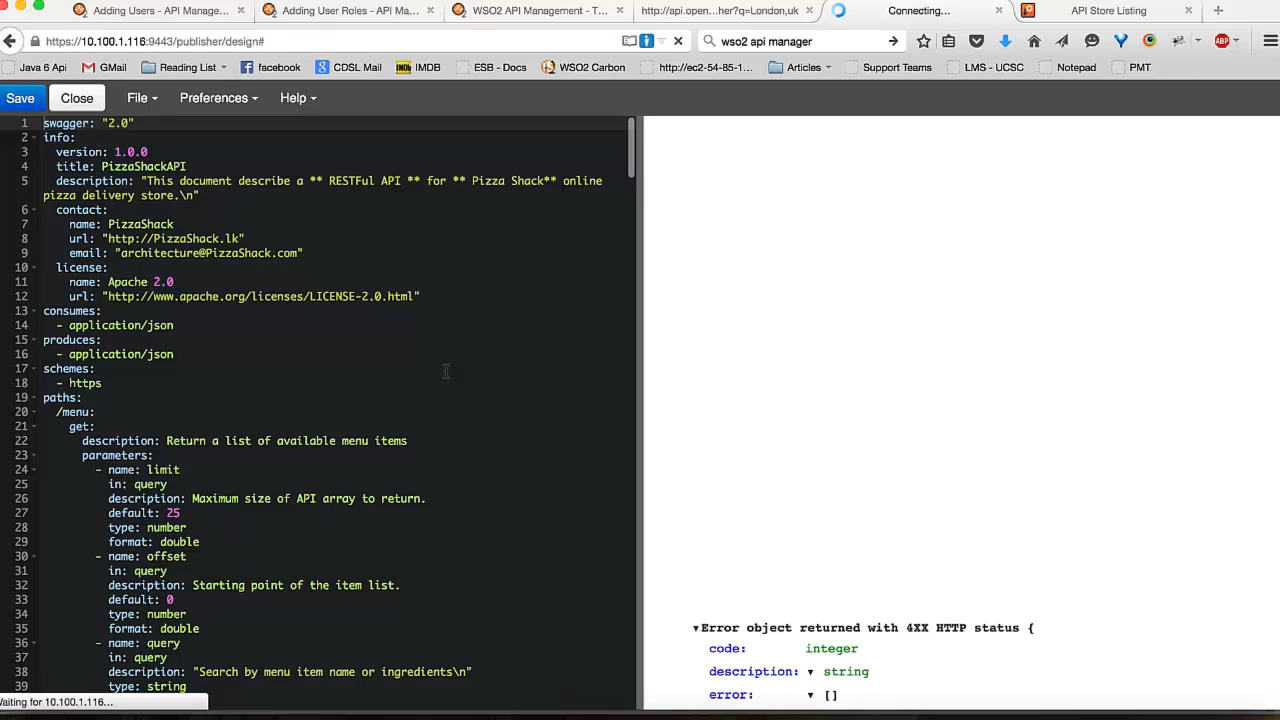 Adding Users - API Manage... × Adding User Roles - API Ma... × WSO2 API Management - T... × http://api.open...her?q=London,uk × Connecting... × API Store Listing × +
https://10.100.1.116:9443/publisher/design# wso2 api manager ABP
Java 6 Api GMail Reading List facebook CDSL Mail IMDb IMDB ESB - Docs WSO2 Carbon http://ec2-54-85-1... Articles Support Teams LMS - UCSC Notepad PMT
Save Close File Preferences Help
1 swagger: "2.0"
2 info:
3 version: 1.0.0
4 title: PizzaShackAPI
5 description: "This document describe a ** RESTFul API ** for ** Pizza Shack** online
pizza delivery store.\n"
6 contact:
7 name: PizzaShack
8 url: "http://PizzaShack.lk"
9 email: "architecture@PizzaShack.com"
10 license:
11 name: Apache 2.0
12 url: "http://www.apache.org/licenses/LICENSE-2.0.html"
13 consumes:
14 - application/json
15 produces:
16 - application/json
17 schemes:
18 - https
19 paths:
20 /menu:
21 get:
22 description: Return a list of available menu items
23 parameters:
24 - name: limit
25 in: query
26 description: Maximum size of API array to return.
27 default: 25
28 type: number
29 format: double
30 - name: offset
31 in: query
32 description: Starting point of the item list.
33 default: 0
34 type: number
35 format: double
36 - name: query
37 in: query
38 description: "Search by menu item name or ingredients\n"
39 type: string
Error object returned with 4XX HTTP status {
code: integer
description: string
error: []
Waiting for 10.100.1.116...